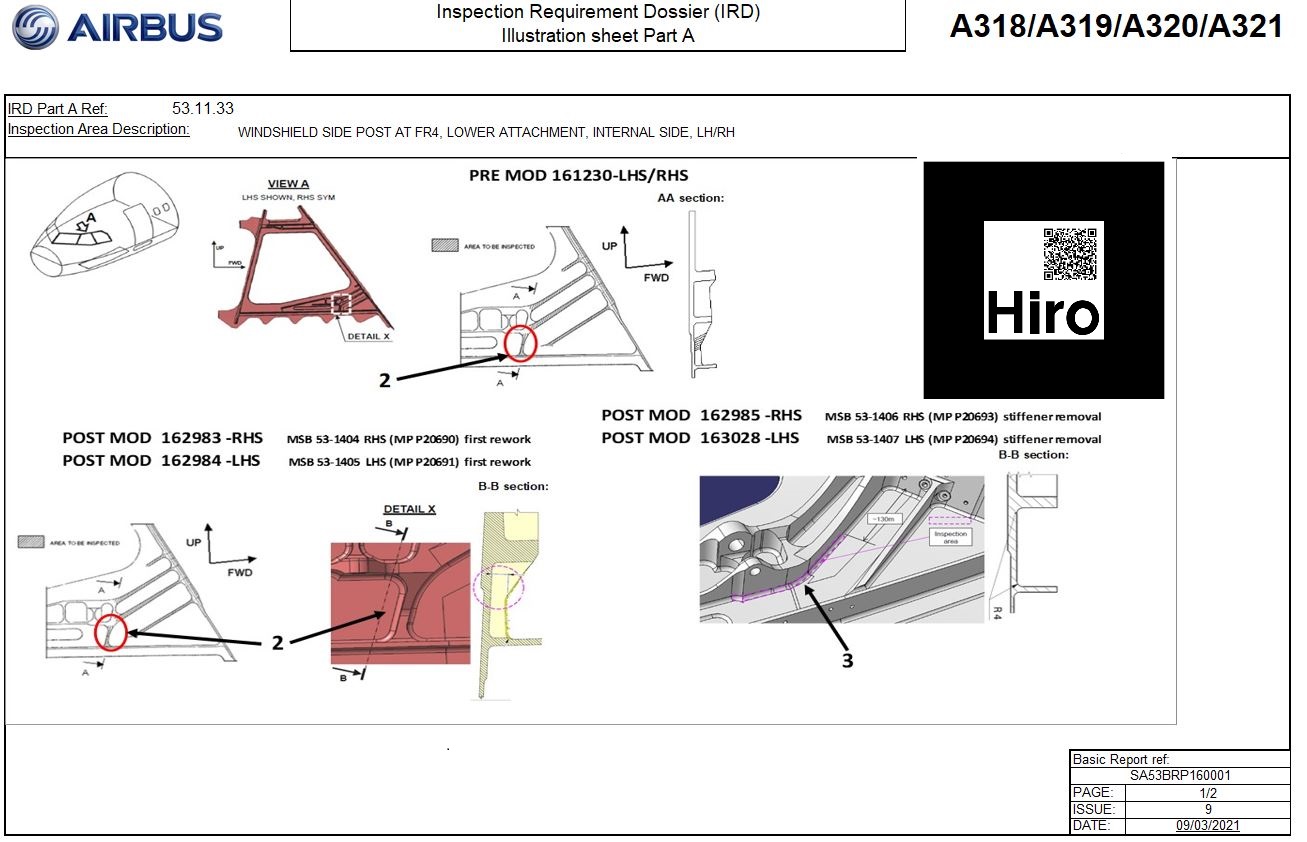 AIRBUS
Inspection Requirement Dossier (IRD)
Illustration sheet Part A
A318/A319/A320/A321
IRD Part A Ref: 53.11.33
Inspection Area Description: WINDSHIELD SIDE POST AT FR4, LOWER ATTACHMENT, INTERNAL SIDE, LH/RH
A
VIEW A
LHS SHOWN, RHS SYM
UP
FWD
DETAIL X
PRE MOD 161230-LHS/RHS
AA section:
AREA TO BE INSPECTED
UP
FWD
A
2
A
Hiro
POST MOD 162983 -RHS MSB 53-1404 RHS (MP P20690) first rework
POST MOD 162984 -LHS MSB 53-1405 LHS (MP P20691) first rework
B-B section:
POST MOD 162985 -RHS MSB 53-1406 RHS (MP P20693) stiffener removal
POST MOD 163028 -LHS MSB 53-1407 LHS (MP P20694) stiffener removal
B-B section:
AREA TO BE INSPECTED
UP
FWD
A
A
2
DETAIL X
B
B
~130m
Inspection
area
R4
3
Basic Report ref:
SA53BRP160001
PAGE: 1/2
ISSUE: 9
DATE: 09/03/2021